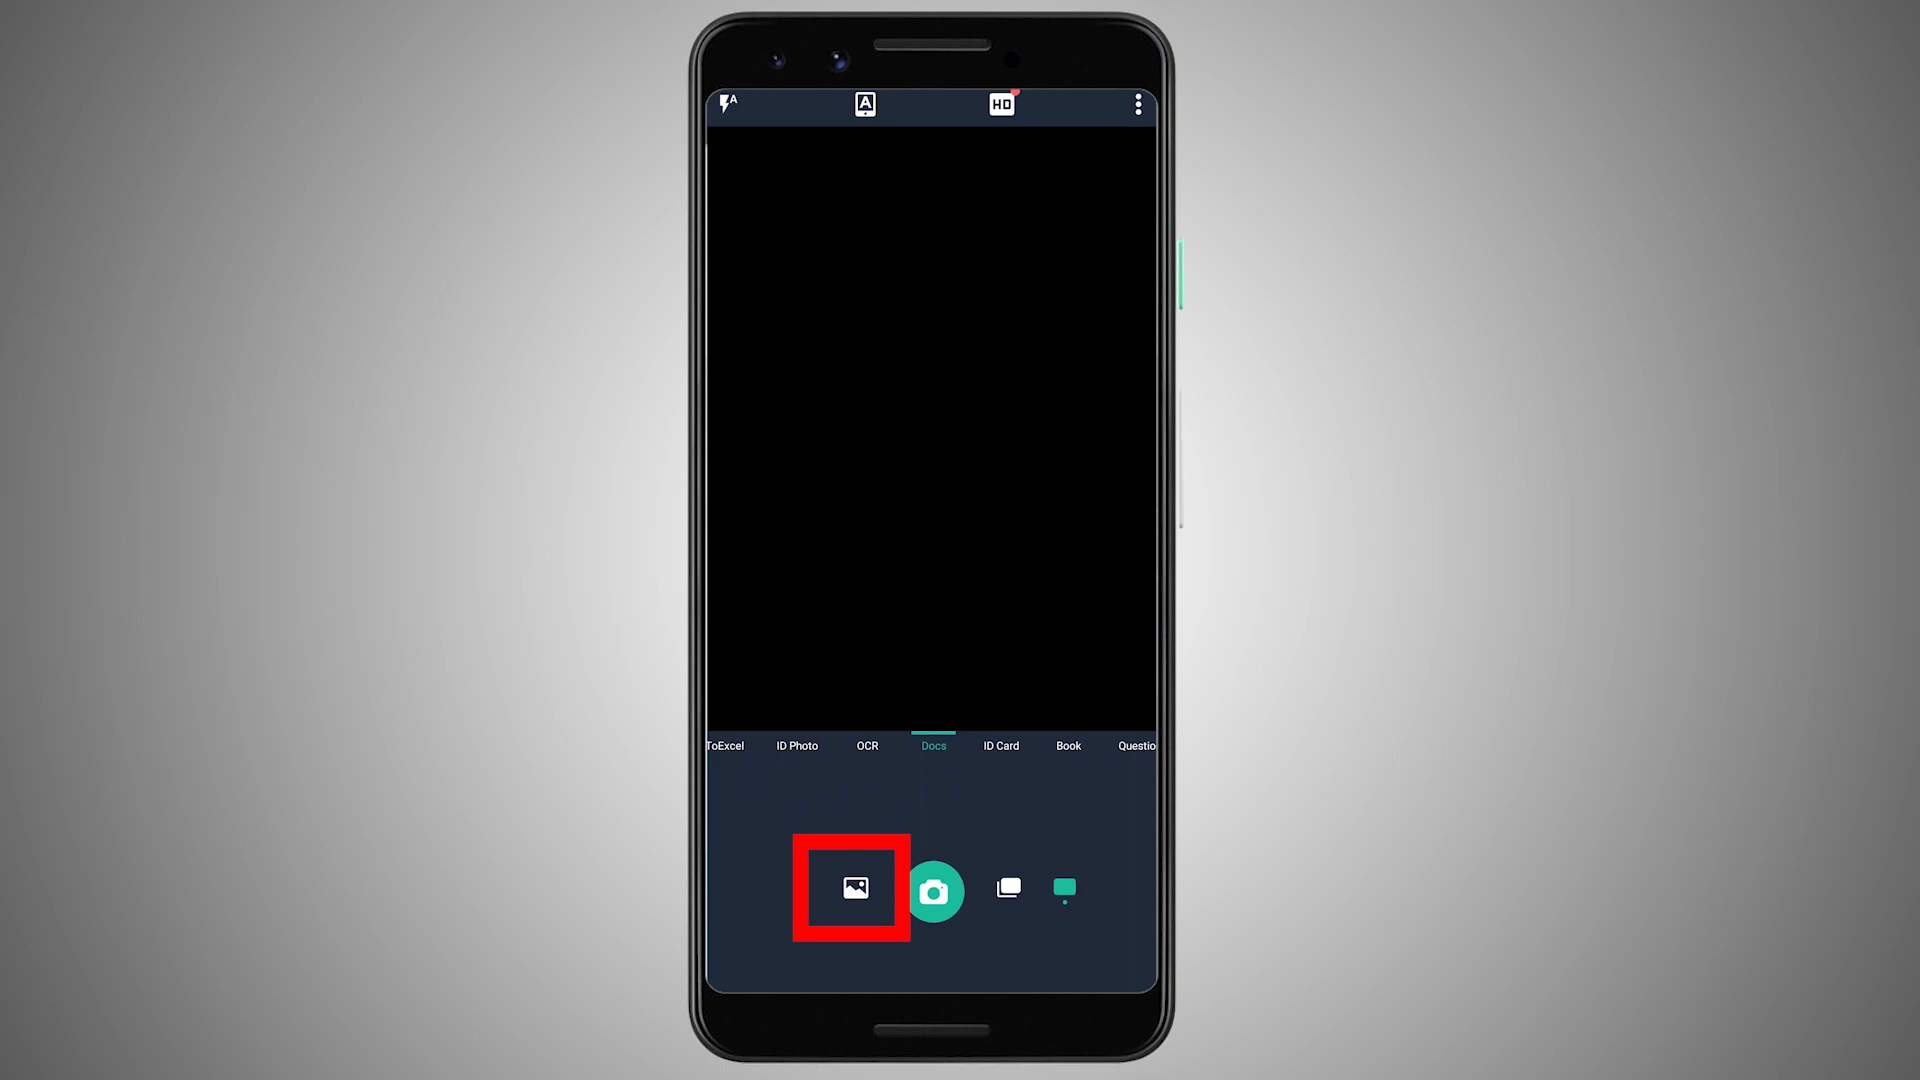 A
A
HD
ToExcel
ID Photo
OCR
Docs
ID Card
Book
Questio